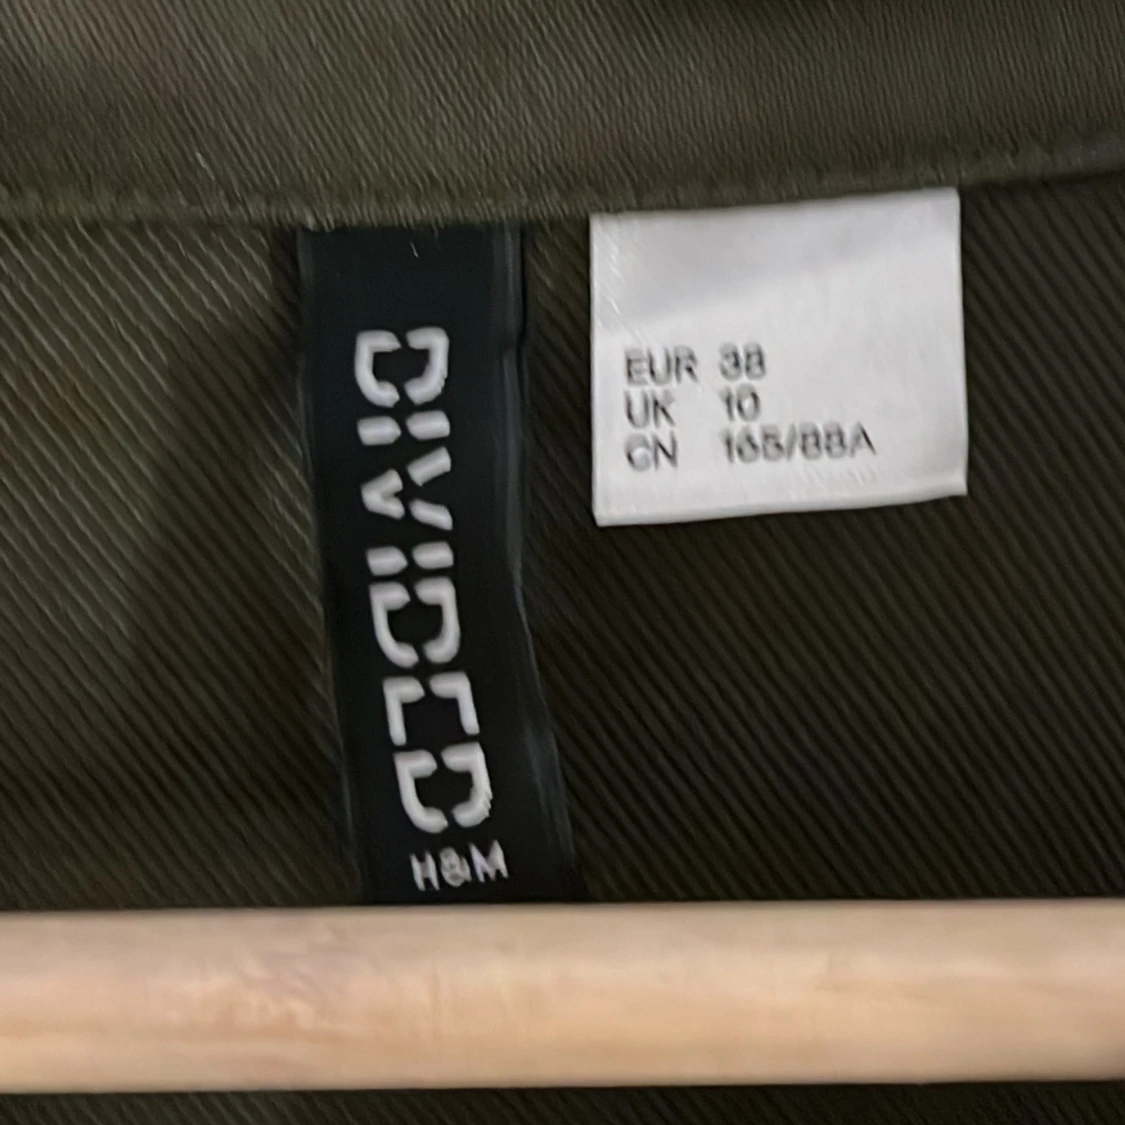 DIVIDED
H&M
EUR 38
UK 10
CN 165/88A